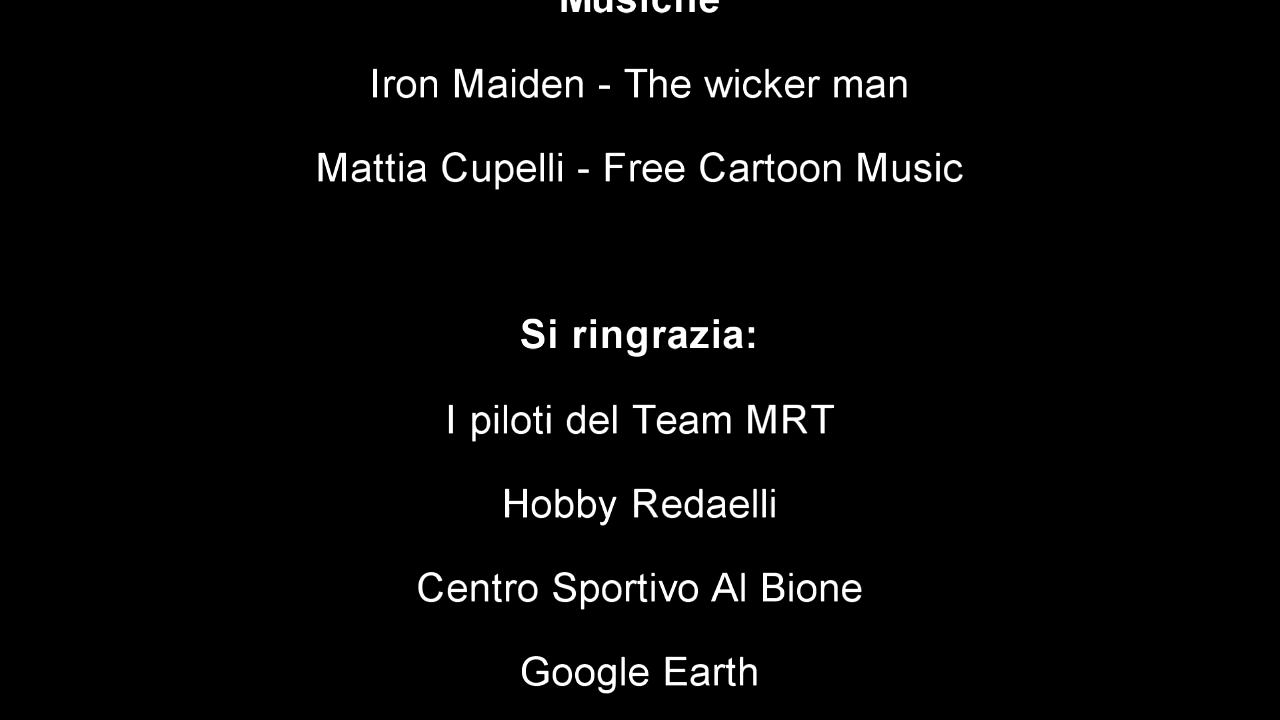 Musiche
Iron Maiden - The wicker man
Mattia Cupelli - Free Cartoon Music
Si ringrazia:
I piloti del Team MRT
Hobby Redaelli
Centro Sportivo Al Bione
Google Earth